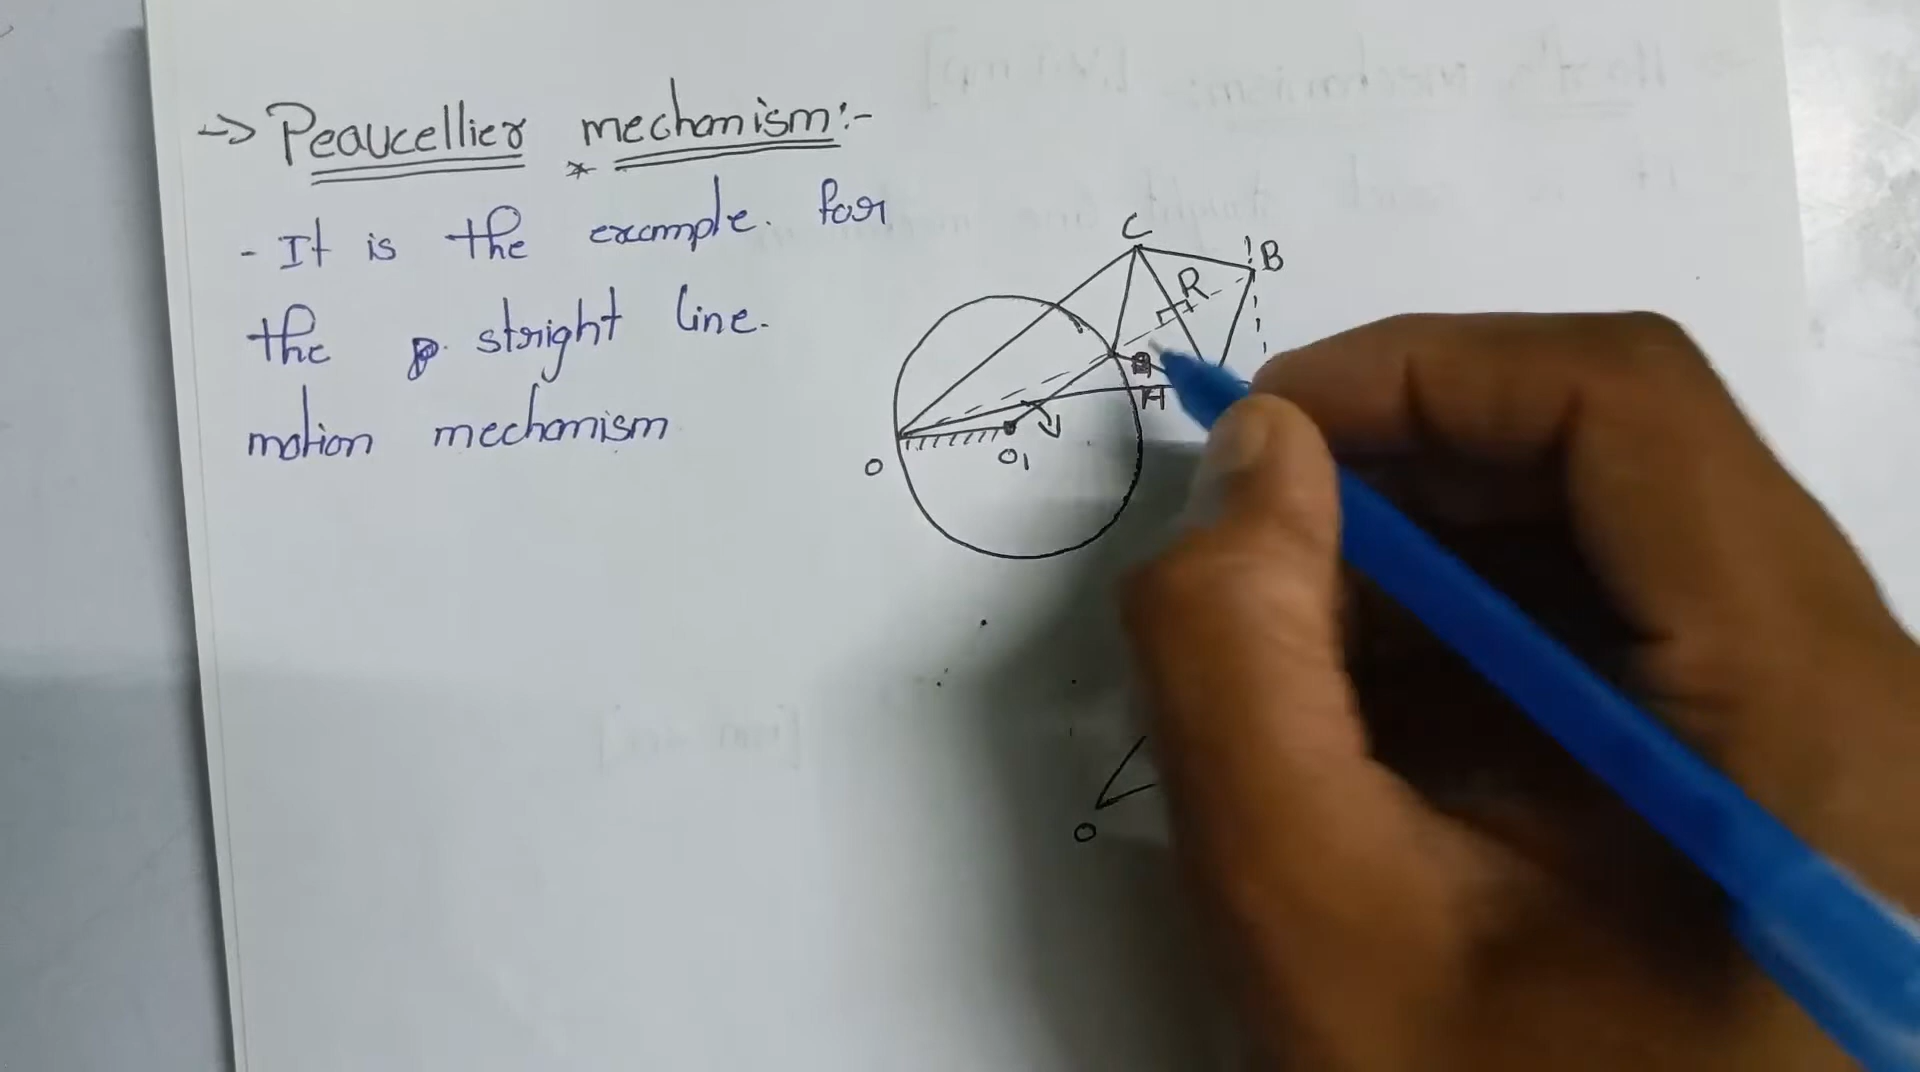 -> Peaucellier mechanism:-
- It is the example. for
the stright line.
motion mechanism
C
B
R
A
O
O1
O